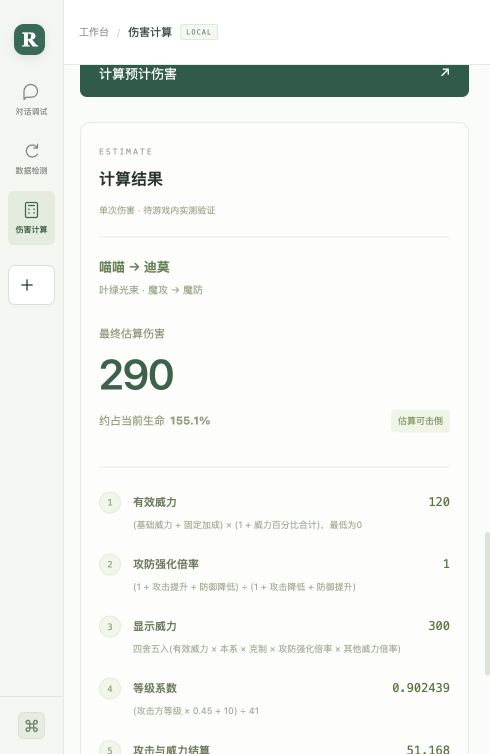 R
工作台 / 伤害计算 LOCAL
对话调试
数据检测
伤害计算
计算预计伤害
ESTIMATE
计算结果
单次伤害 · 待游戏内实测验证
喵喵 → 迪莫
叶绿光束 · 魔攻 → 魔防
最终估算伤害
290
约占当前生命 155.1% 估算可击倒
1 有效威力 120
(基础威力 + 固定加成) × (1 + 威力百分比合计)，最低为0
2 攻防强化倍率 1
(1 + 攻击提升 + 防御降低) ÷ (1 + 攻击降低 + 防御提升)
3 显示威力 300
四舍五入(有效威力 × 本系 × 克制 × 攻防强化倍率 × 其他威力倍率)
4 等级系数 0.902439
(攻击方等级 × 0.45 + 10) ÷ 41
5 攻击与威力结算 51.168